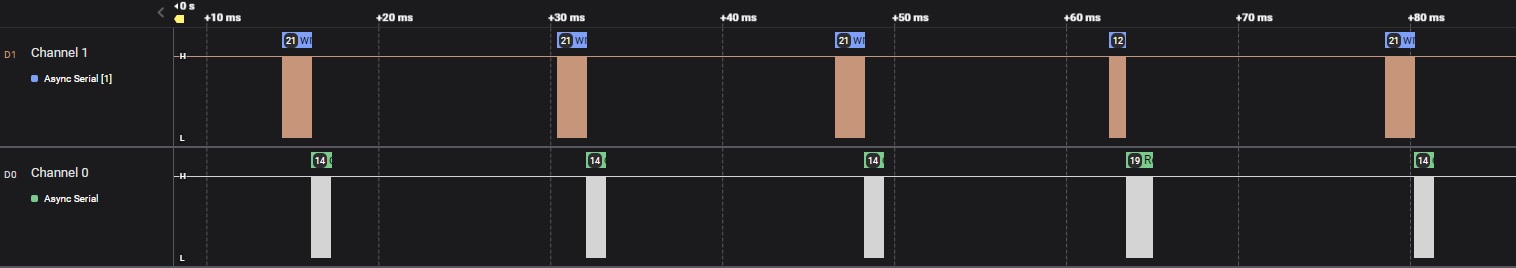 0 s
+10 ms +20 ms +30 ms +40 ms +50 ms +60 ms +70 ms +80 ms
D1 Channel 1
Async Serial [1]
H
L
21 21 21 12 21
D0 Channel 0
Async Serial
H
L
14 14 14 19 14